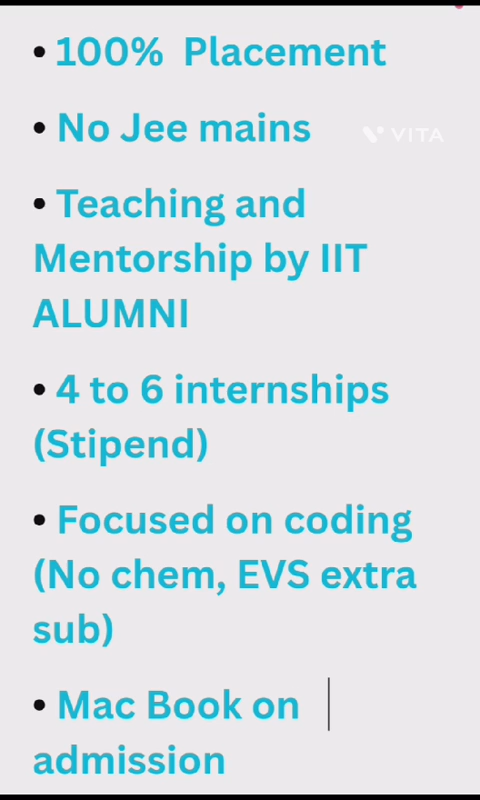 • 100% Placement
• No Jee mains
VITA
• Teaching and
Mentorship by IIT
ALUMNI
• 4 to 6 internships
(Stipend)
• Focused on coding
(No chem, EVS extra
sub)
• Mac Book on
admission